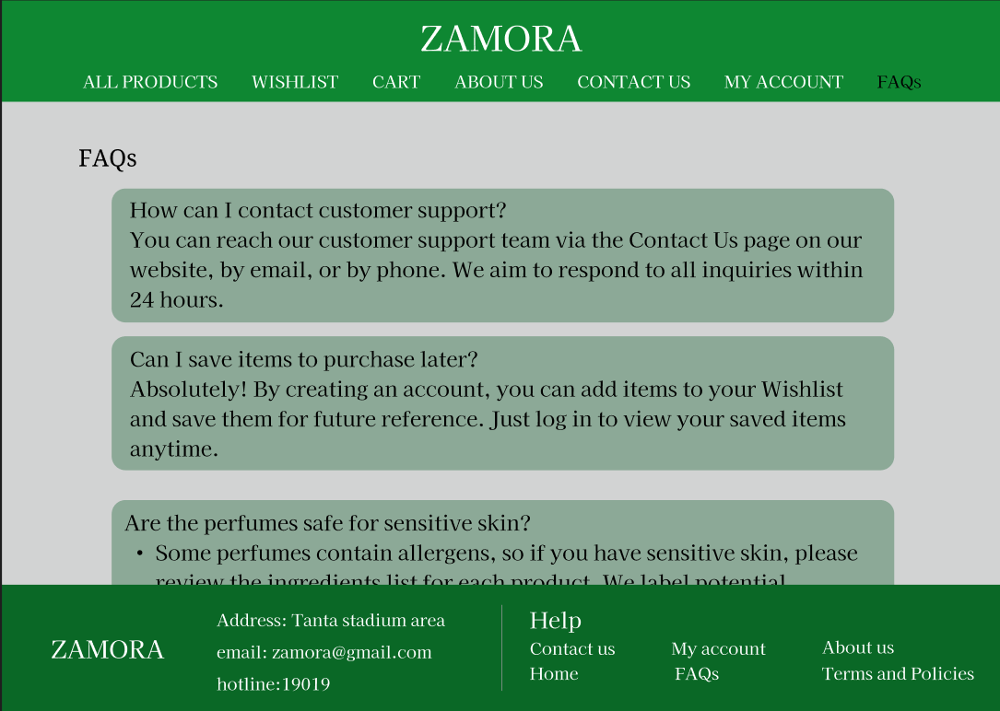 ZAMORA
ALL PRODUCTS WISHLIST CART ABOUT US CONTACT US MY ACCOUNT FAQs
FAQs
How can I contact customer support?
You can reach our customer support team via the Contact Us page on our
website, by email, or by phone. We aim to respond to all inquiries within
24 hours.
Can I save items to purchase later?
Absolutely! By creating an account, you can add items to your Wishlist
and save them for future reference. Just log in to view your saved items
anytime.
Are the perfumes safe for sensitive skin?
• Some perfumes contain allergens, so if you have sensitive skin, please
review the ingredients list for each product. We label potential
ZAMORA
Address: Tanta stadium area
email: zamora@gmail.com
hotline:19019
Help
Contact us My account About us
Home FAQs Terms and Policies